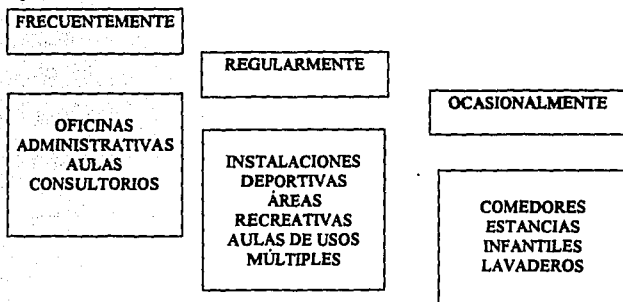 FRECUENTEMENTE
OFICINAS
ADMINISTRATIVAS
AULAS
CONSULTORIOS
REGULARMENTE
INSTALACIONES
DEPORTIVAS
ÁREAS
RECREATIVAS
AULAS DE USOS
MÚLTIPLES
OCASIONALMENTE
COMEDORES
ESTANCIAS
INFANTILES
LAVADEROS